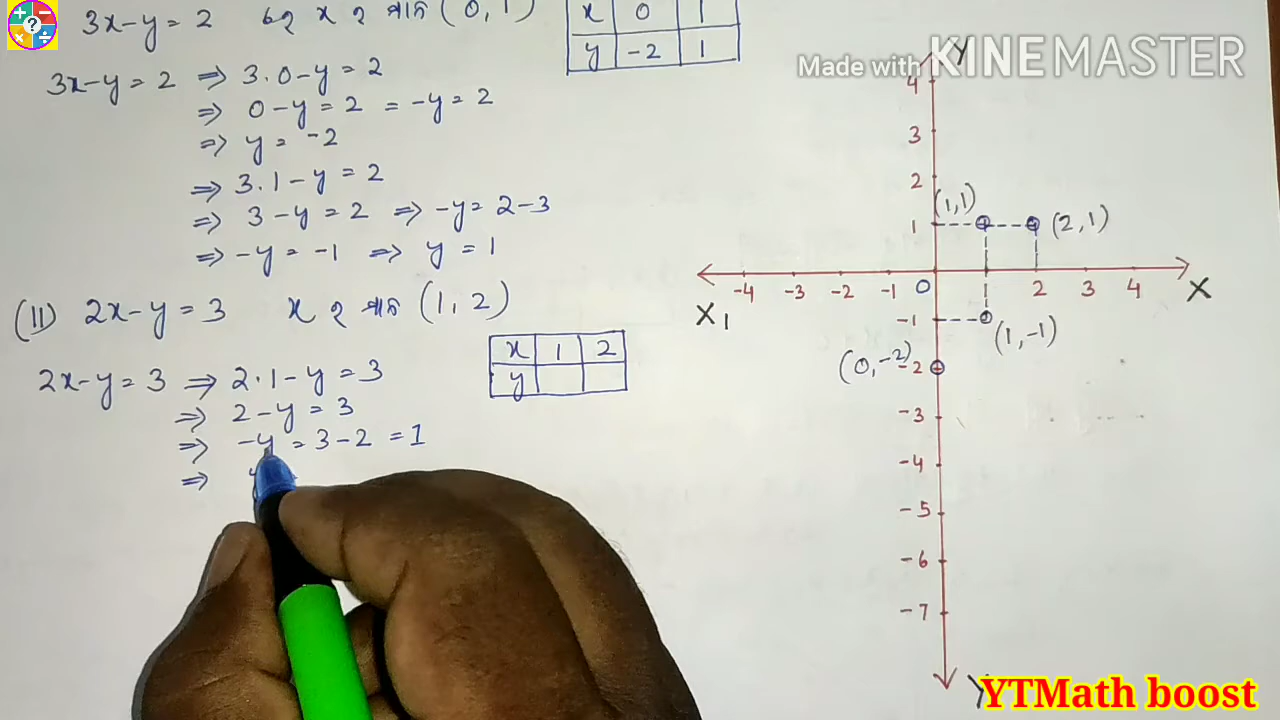 3x-y=2 ৰ মান (0,1)
x 0 1
y -2 1
3x-y=2 ⇒ 3.0-y=2
⇒ 0-y=2 = -y=2
⇒ y = -2
⇒ 3.1-y=2
⇒ 3-y=2 ⇒ -y=2-3
⇒ -y=-1 ⇒ y=1
(II) 2x-y=3 x ৰ মান (1,2)
x 1 2
y
2x-y=3 ⇒ 2.1-y=3
⇒ 2-y=3
⇒ -y=3-2=1
⇒
Made with KINEMASTER
Y
4
3
2
(1,1)
1 (2,1)
-4 -3 -2 -1 0 1 2 3 4
X₁ X
-1 (1,-1)
(0,-2) -2
-3
-4
-5
-6
-7
YTMath boost